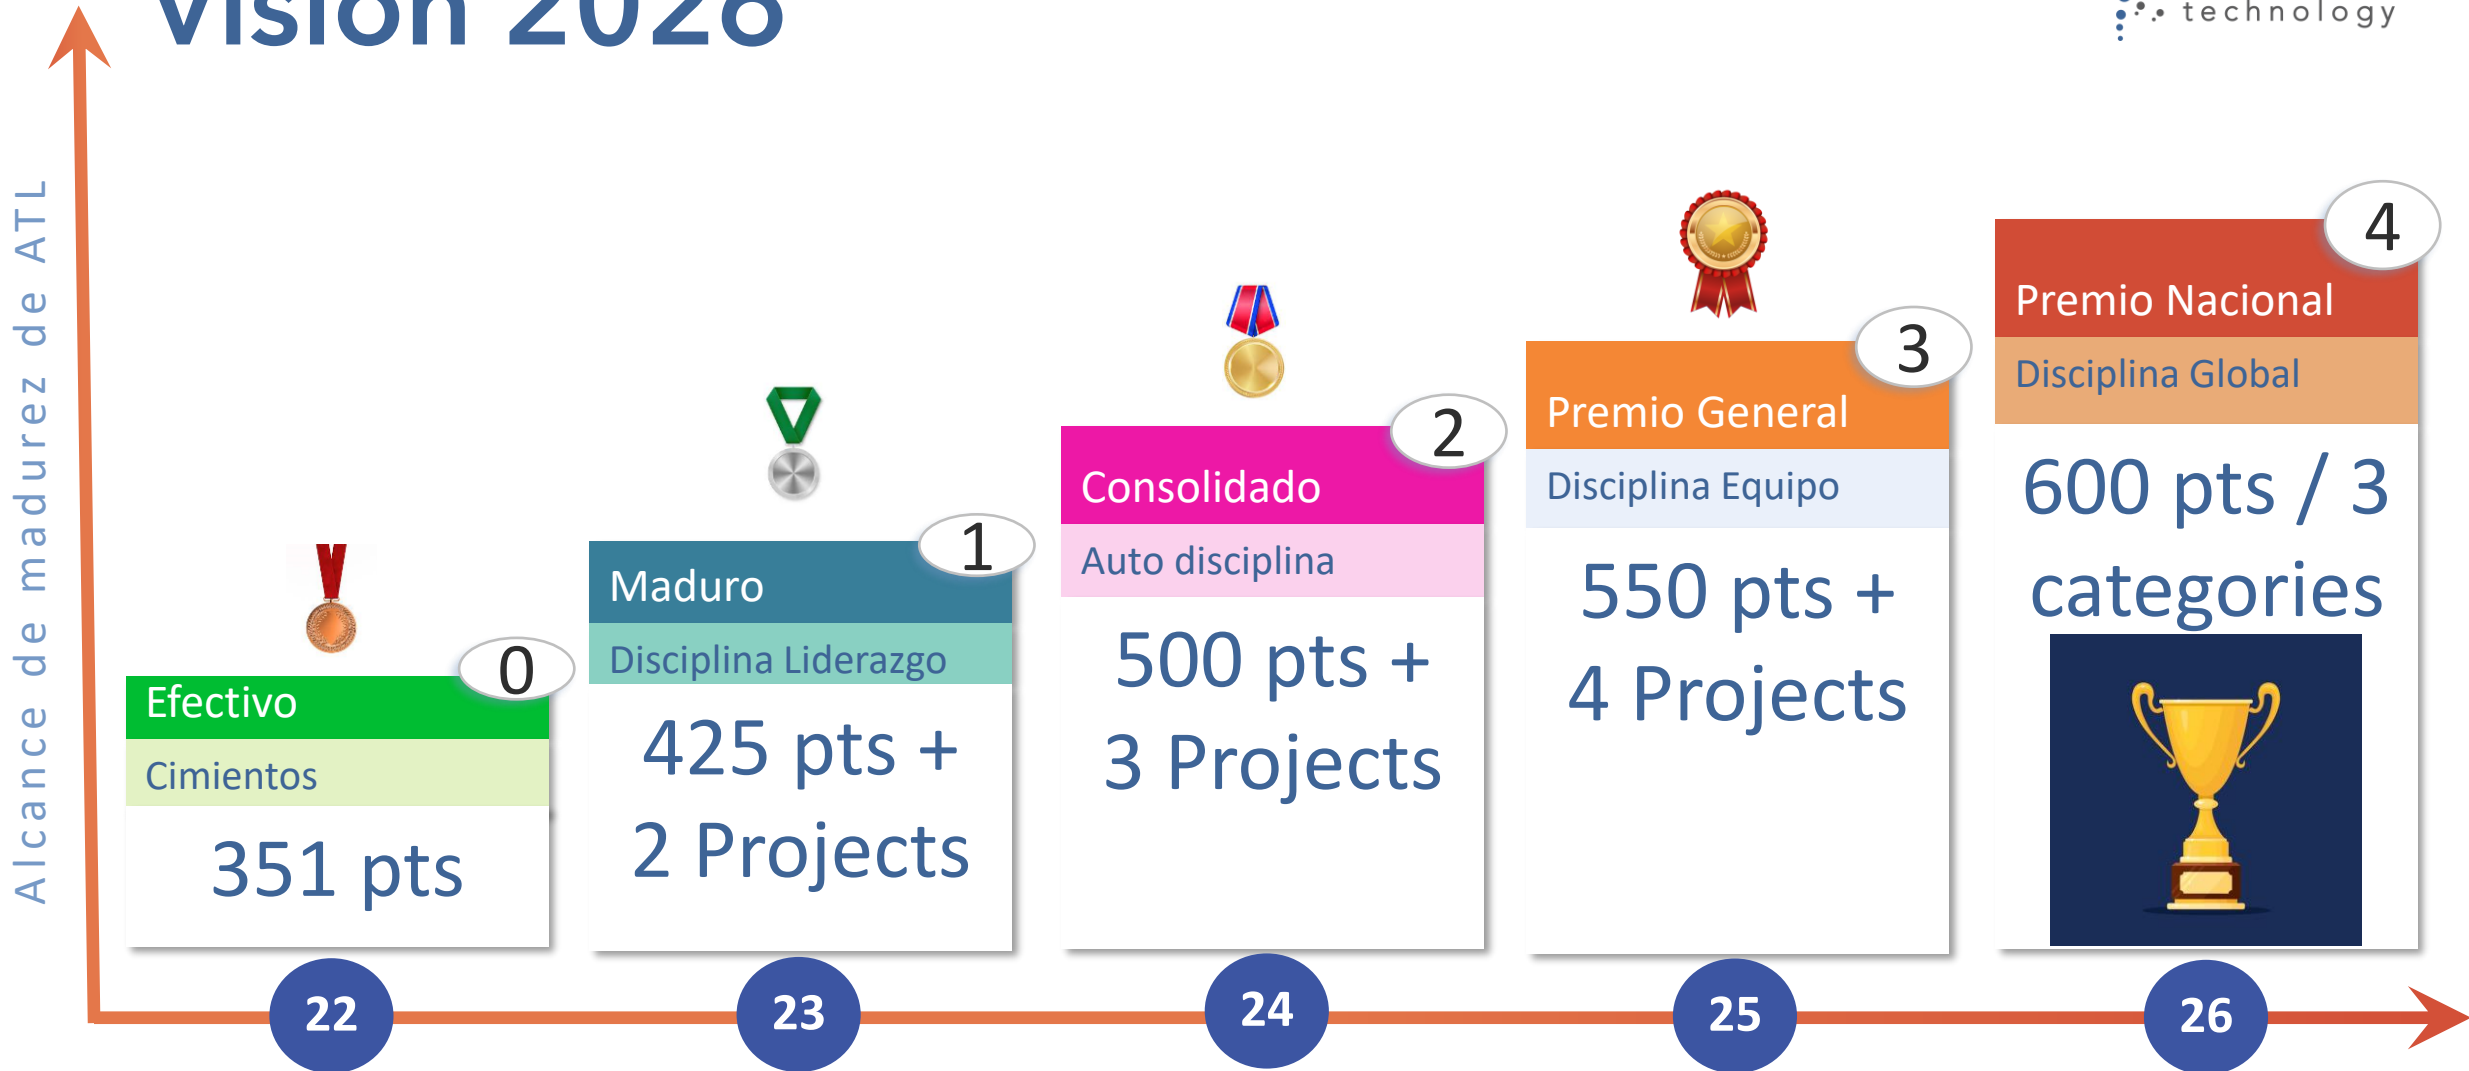 Visión 2026
technology
Alcance de madurez de ATL
0
Efectivo
Cimientos
351 pts
1
Maduro
Disciplina Liderazgo
425 pts +
2 Projects
2
Consolidado
Auto disciplina
500 pts +
3 Projects
3
Premio General
Disciplina Equipo
550 pts +
4 Projects
4
Premio Nacional
Disciplina Global
600 pts / 3
categories
22
23
24
25
26